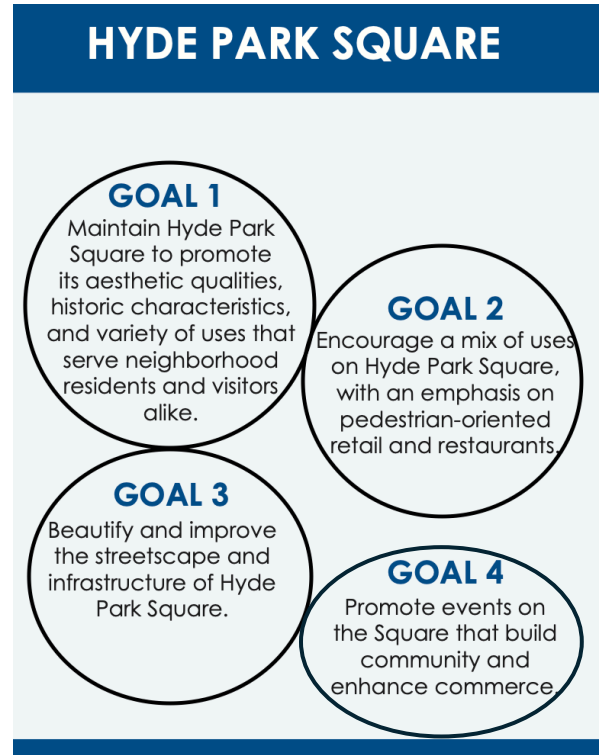 HYDE PARK SQUARE
GOAL 1
Maintain Hyde Park
Square to promote
its aesthetic qualities,
historic characteristics,
and variety of uses that
serve neighborhood
residents and visitors
alike.
GOAL 2
Encourage a mix of uses
on Hyde Park Square,
with an emphasis on
pedestrian-oriented
retail and restaurants.
GOAL 3
Beautify and improve
the streetscape and
infrastructure of Hyde
Park Square.
GOAL 4
Promote events on
the Square that build
community and
enhance commerce.